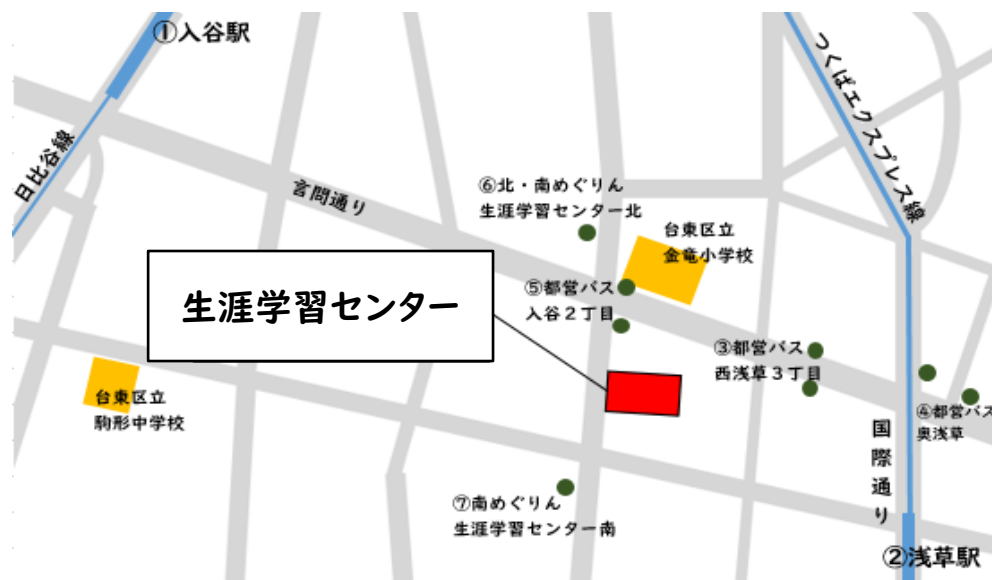 ①入谷駅
つくばエクスプレス線
日比谷線
言問通り
⑥北・南めぐりん
生涯学習センター北
台東区立
金竜小学校
生涯学習センター
⑤都営バス
入谷2丁目
③都営バス
西浅草3丁目
台東区立
駒形中学校
④都営バス
奥浅草
国際通り
⑦南めぐりん
生涯学習センター南
②浅草駅